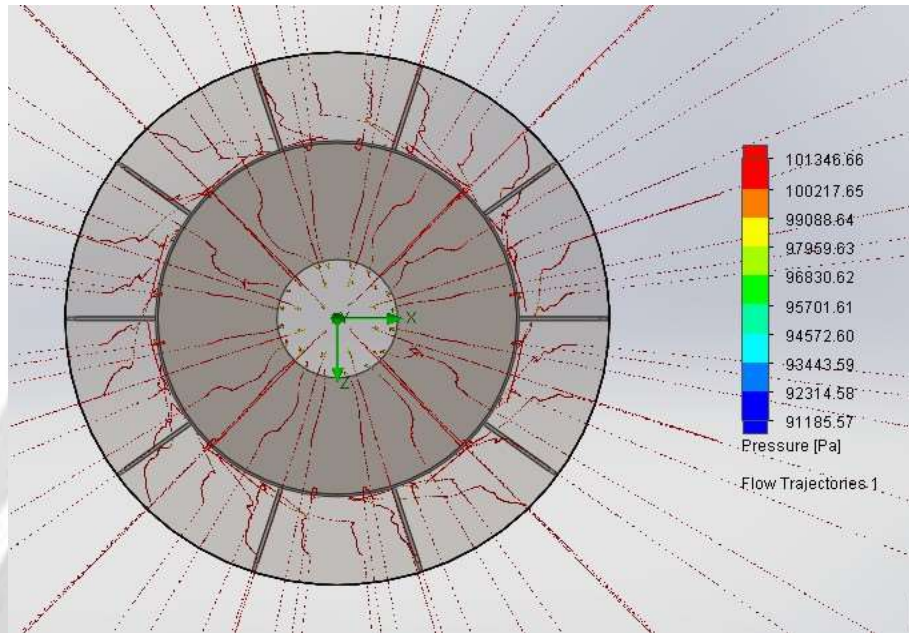 101346.66
100217.65
99088.64
97959.63
96830.62
95701.61
94572.60
93443.59
92314.58
91185.57
Pressure [Pa]
Flow Trajectories 1
X
Z